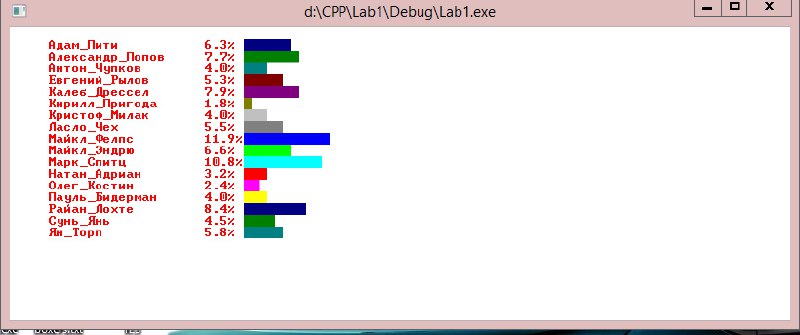 d:\CPP\Lab1\Debug\Lab1.exe
Адам_Пити 6.3%
Александр_Попов 7.7%
Антон_Чупков 4.0%
Евгений_Рылов 5.3%
Калеб_Дрессел 7.9%
Кирилл_Пригода 1.8%
Кристоф_Милак 4.0%
Ласло_Чех 5.5%
Майкл_Фелпс 11.9%
Майкл_Эндрю 6.6%
Марк_Спитц 10.8%
Натан_Адриан 3.2%
Олег_Костин 2.4%
Пауль_Бидерман 4.0%
Райан_Лохте 8.4%
Сунь_Янь 4.5%
Ян_Торп 5.8%